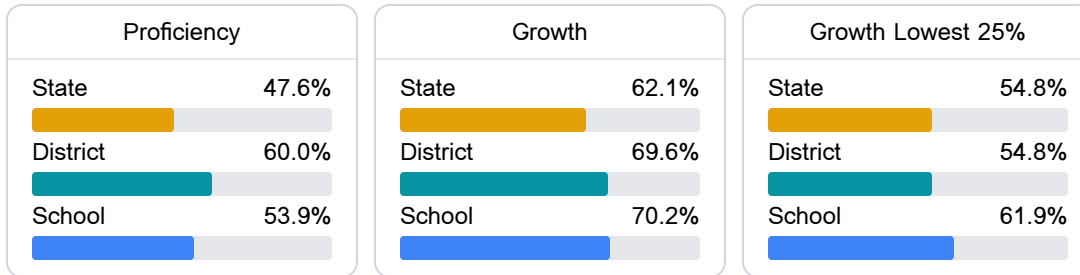 Proficiency
State 47.6%
District 60.0%
School 53.9%
Growth
State 62.1%
District 69.6%
School 70.2%
Growth Lowest 25%
State 54.8%
District 54.8%
School 61.9%